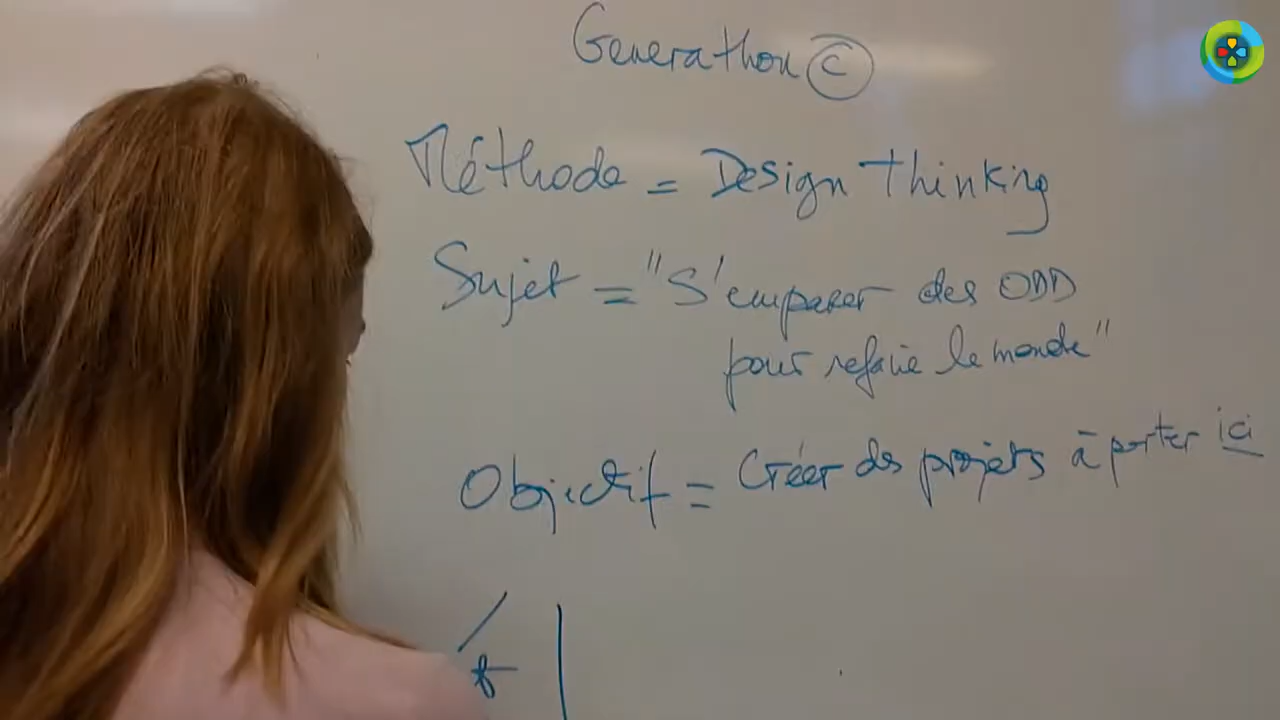 Generathon ©
Méthode = Design thinking
Sujet = "S'emparer des ODD
pour refaire le monde"
Objectif = Créer des projets à porter ici